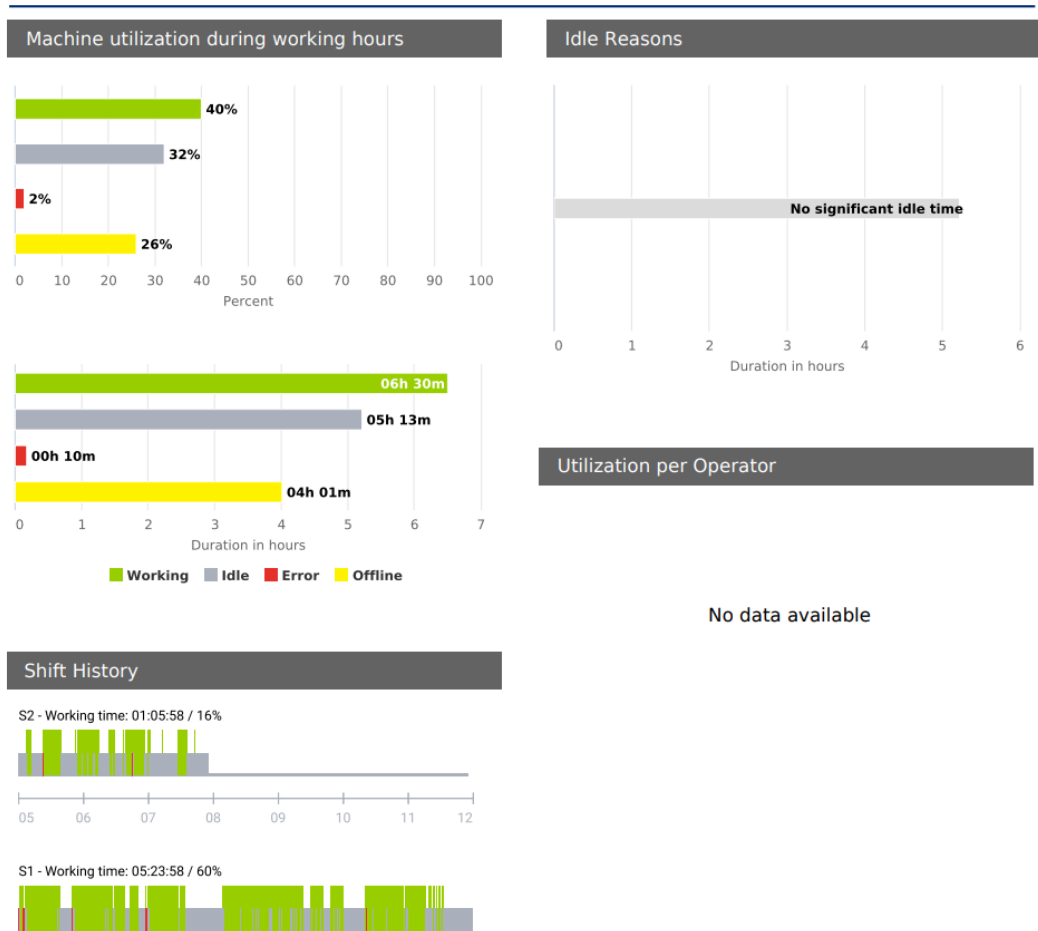 Machine utilization during working hours
40%
32%
2%
26%
0 10 20 30 40 50 60 70 80 90 100
Percent
06h 30m
05h 13m
00h 10m
04h 01m
0 1 2 3 4 5 6 7
Duration in hours
Working Idle Error Offline
Shift History
S2 - Working time: 01:05:58 / 16%
05 06 07 08 09 10 11 12
S1 - Working time: 05:23:58 / 60%
Idle Reasons
No significant idle time
0 1 2 3 4 5 6
Duration in hours
Utilization per Operator
No data available